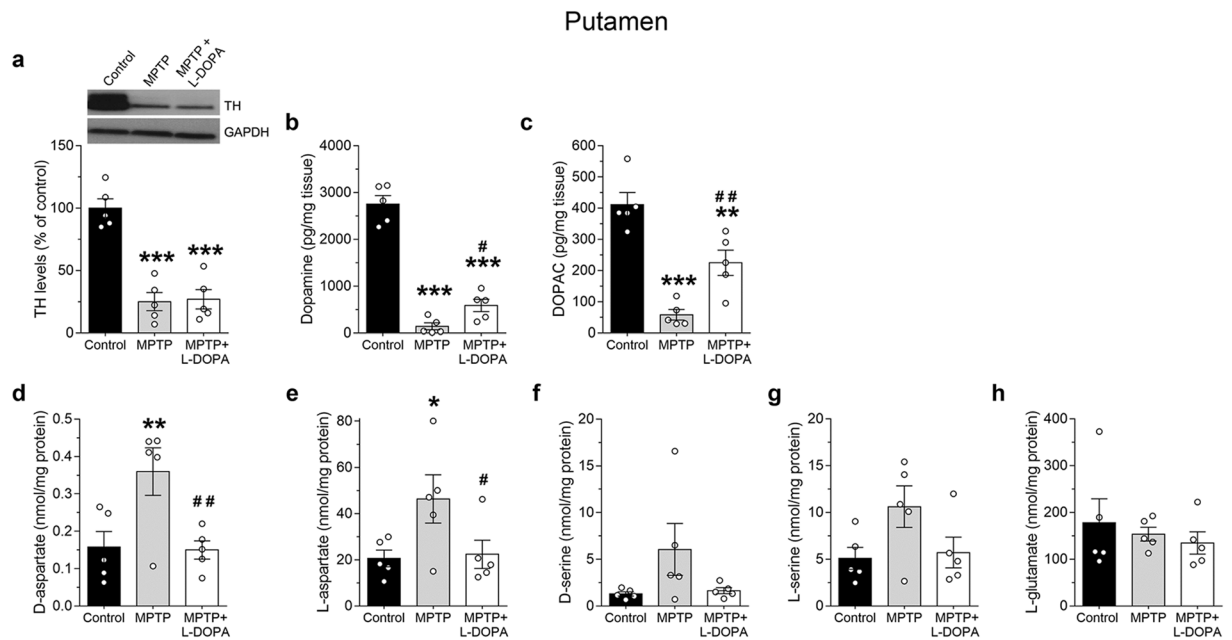 Putamen
a
Control
MPTP
MPTP +
L-DOPA
TH
GAPDH
TH levels (% of control)
150
100
50
0
***
***
Control
MPTP
MPTP+
L-DOPA
b
Dopamine (pg/mg tissue)
4000
3000
2000
1000
0
***
#
***
Control
MPTP
MPTP+
L-DOPA
c
DOPAC (pg/mg tissue)
600
500
400
300
200
100
0
***
##
**
Control
MPTP
MPTP+
L-DOPA
d
D-aspartate (nmol/mg protein)
0.5
0.4
0.3
0.2
0.1
0.0
**
##
Control
MPTP
MPTP+
L-DOPA
e
L-aspartate (nmol/mg protein)
80
60
40
20
0
*
#
Control
MPTP
MPTP+
L-DOPA
f
D-serine (nmol/mg protein)
20
15
10
5
0
Control
MPTP
MPTP+
L-DOPA
g
L-serine (nmol/mg protein)
20
15
10
5
0
Control
MPTP
MPTP+
L-DOPA
h
L-glutamate (nmol/mg protein)
400
300
200
100
0
Control
MPTP
MPTP+
L-DOPA